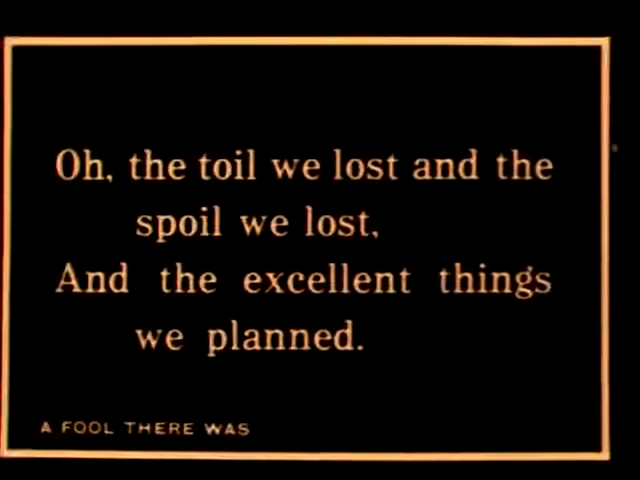 Oh, the toil we lost and the
spoil we lost,
And the excellent things
we planned.
A FOOL THERE WAS